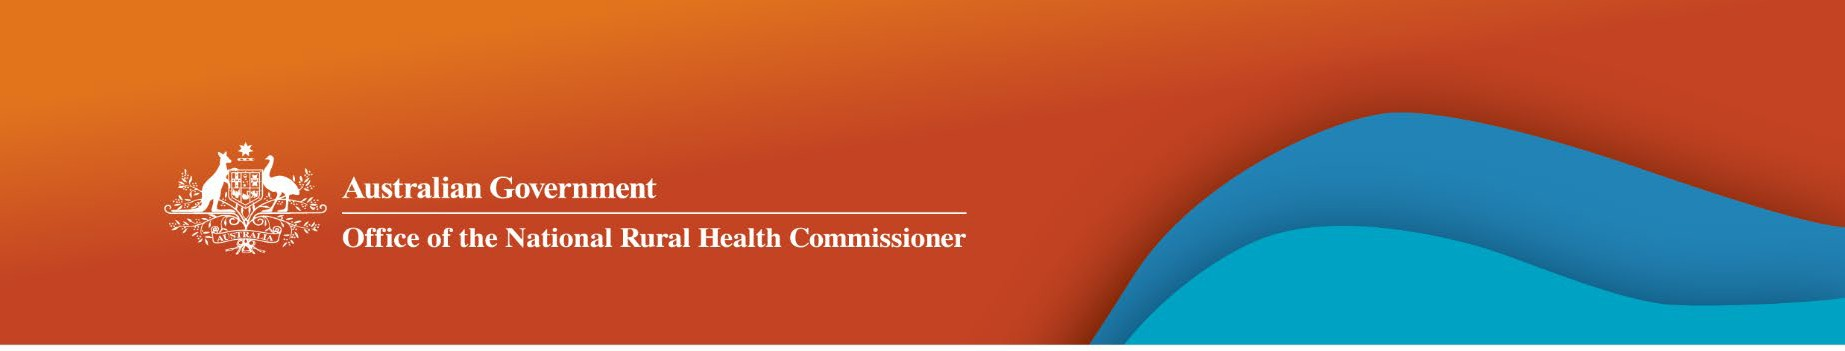 Australian Government
Office of the National Rural Health Commissioner
AUSTRALIA